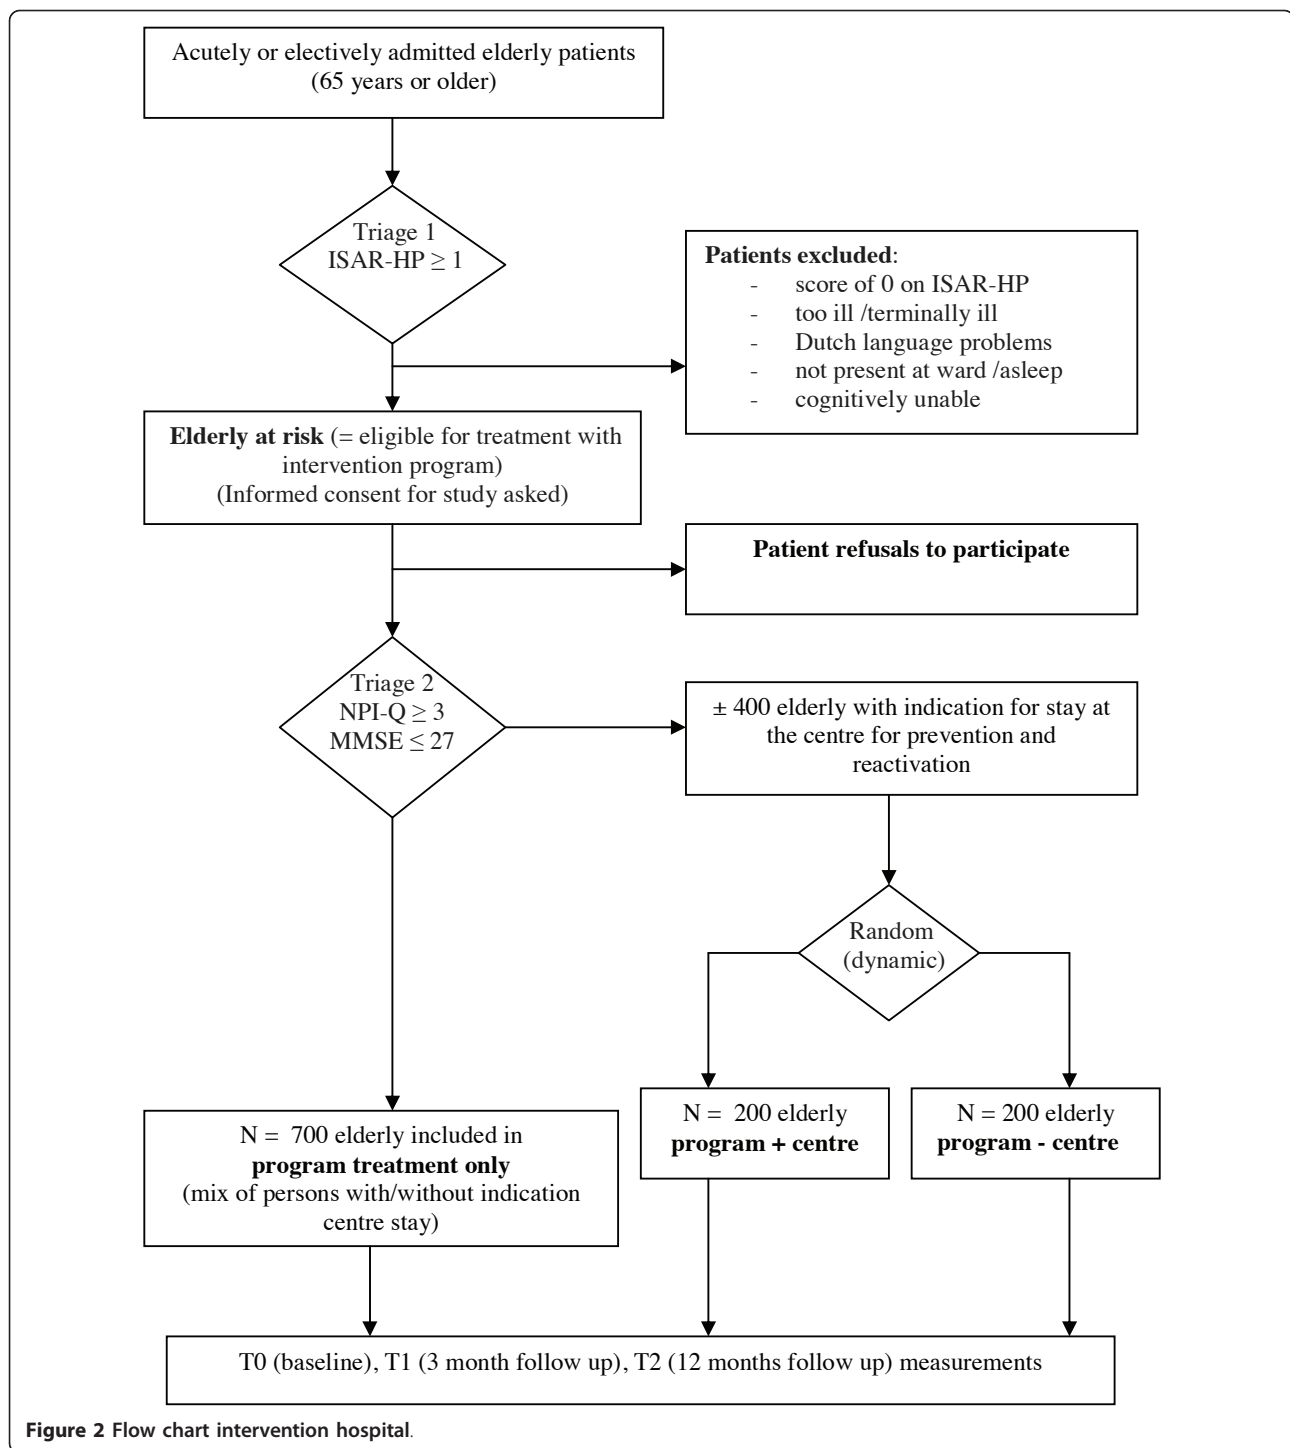 Acutely or electively admitted elderly patients
(65 years or older)
Triage 1
ISAR-HP ≥ 1
Patients excluded:
- score of 0 on ISAR-HP
- too ill /terminally ill
- Dutch language problems
- not present at ward /asleep
- cognitively unable
Elderly at risk (= eligible for treatment with
intervention program)
(Informed consent for study asked)
Patient refusals to participate
Triage 2
NPI-Q ≥ 3
MMSE ≤ 27
± 400 elderly with indication for stay at
the centre for prevention and
reactivation
Random
(dynamic)
N = 700 elderly included in
program treatment only
(mix of persons with/without indication
centre stay)
N = 200 elderly
program + centre
N = 200 elderly
program - centre
T0 (baseline), T1 (3 month follow up), T2 (12 months follow up) measurements
Figure 2 Flow chart intervention hospital.